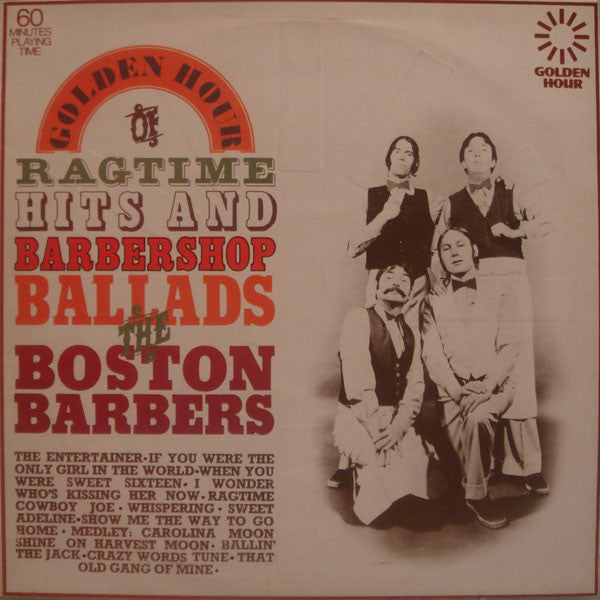 60
MINUTES
PLAYING
TIME
GOLDEN
HOUR
GOLDEN HOUR
OF
RAGTIME
HITS AND
BARBERSHOP
BALLADS
THE
BOSTON
BARBERS
THE ENTERTAINER•IF YOU WERE THE
ONLY GIRL IN THE WORLD•WHEN YOU
WERE SWEET SIXTEEN•I WONDER
WHO'S KISSING HER NOW•RAGTIME
COWBOY JOE•WHISPERING•SWEET
ADELINE•SHOW ME THE WAY TO GO
HOME•MEDLEY: CAROLINA MOON
SHINE ON HARVEST MOON•BALLIN'
THE JACK•CRAZY WORDS TUNE•THAT
OLD GANG OF MINE•